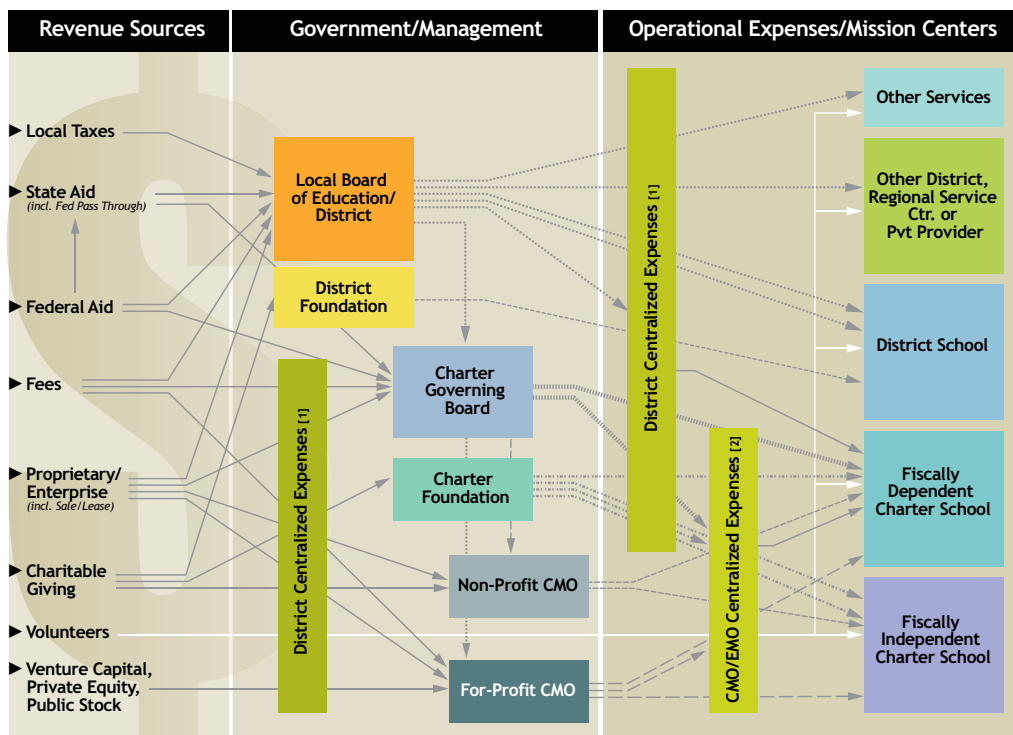 Revenue Sources
Government/Management
Operational Expenses/Mission Centers
Local Taxes
State Aid
(incl. Fed Pass Through)
Federal Aid
Fees
Proprietary/
Enterprise
(incl. Sale/Lease)
Charitable
Giving
Volunteers
Venture Capital,
Private Equity,
Public Stock
Local Board
of Education/
District
District
Foundation
District Centralized Expenses [1]
Charter
Governing
Board
Charter
Foundation
Non-Profit CMO
For-Profit CMO
District Centralized Expenses [1]
CMO/EMO Centralized Expenses [2]
Other Services
Other District,
Regional Service
Ctr. or
Pvt Provider
District School
Fiscally
Dependent
Charter School
Fiscally
Independent
Charter School